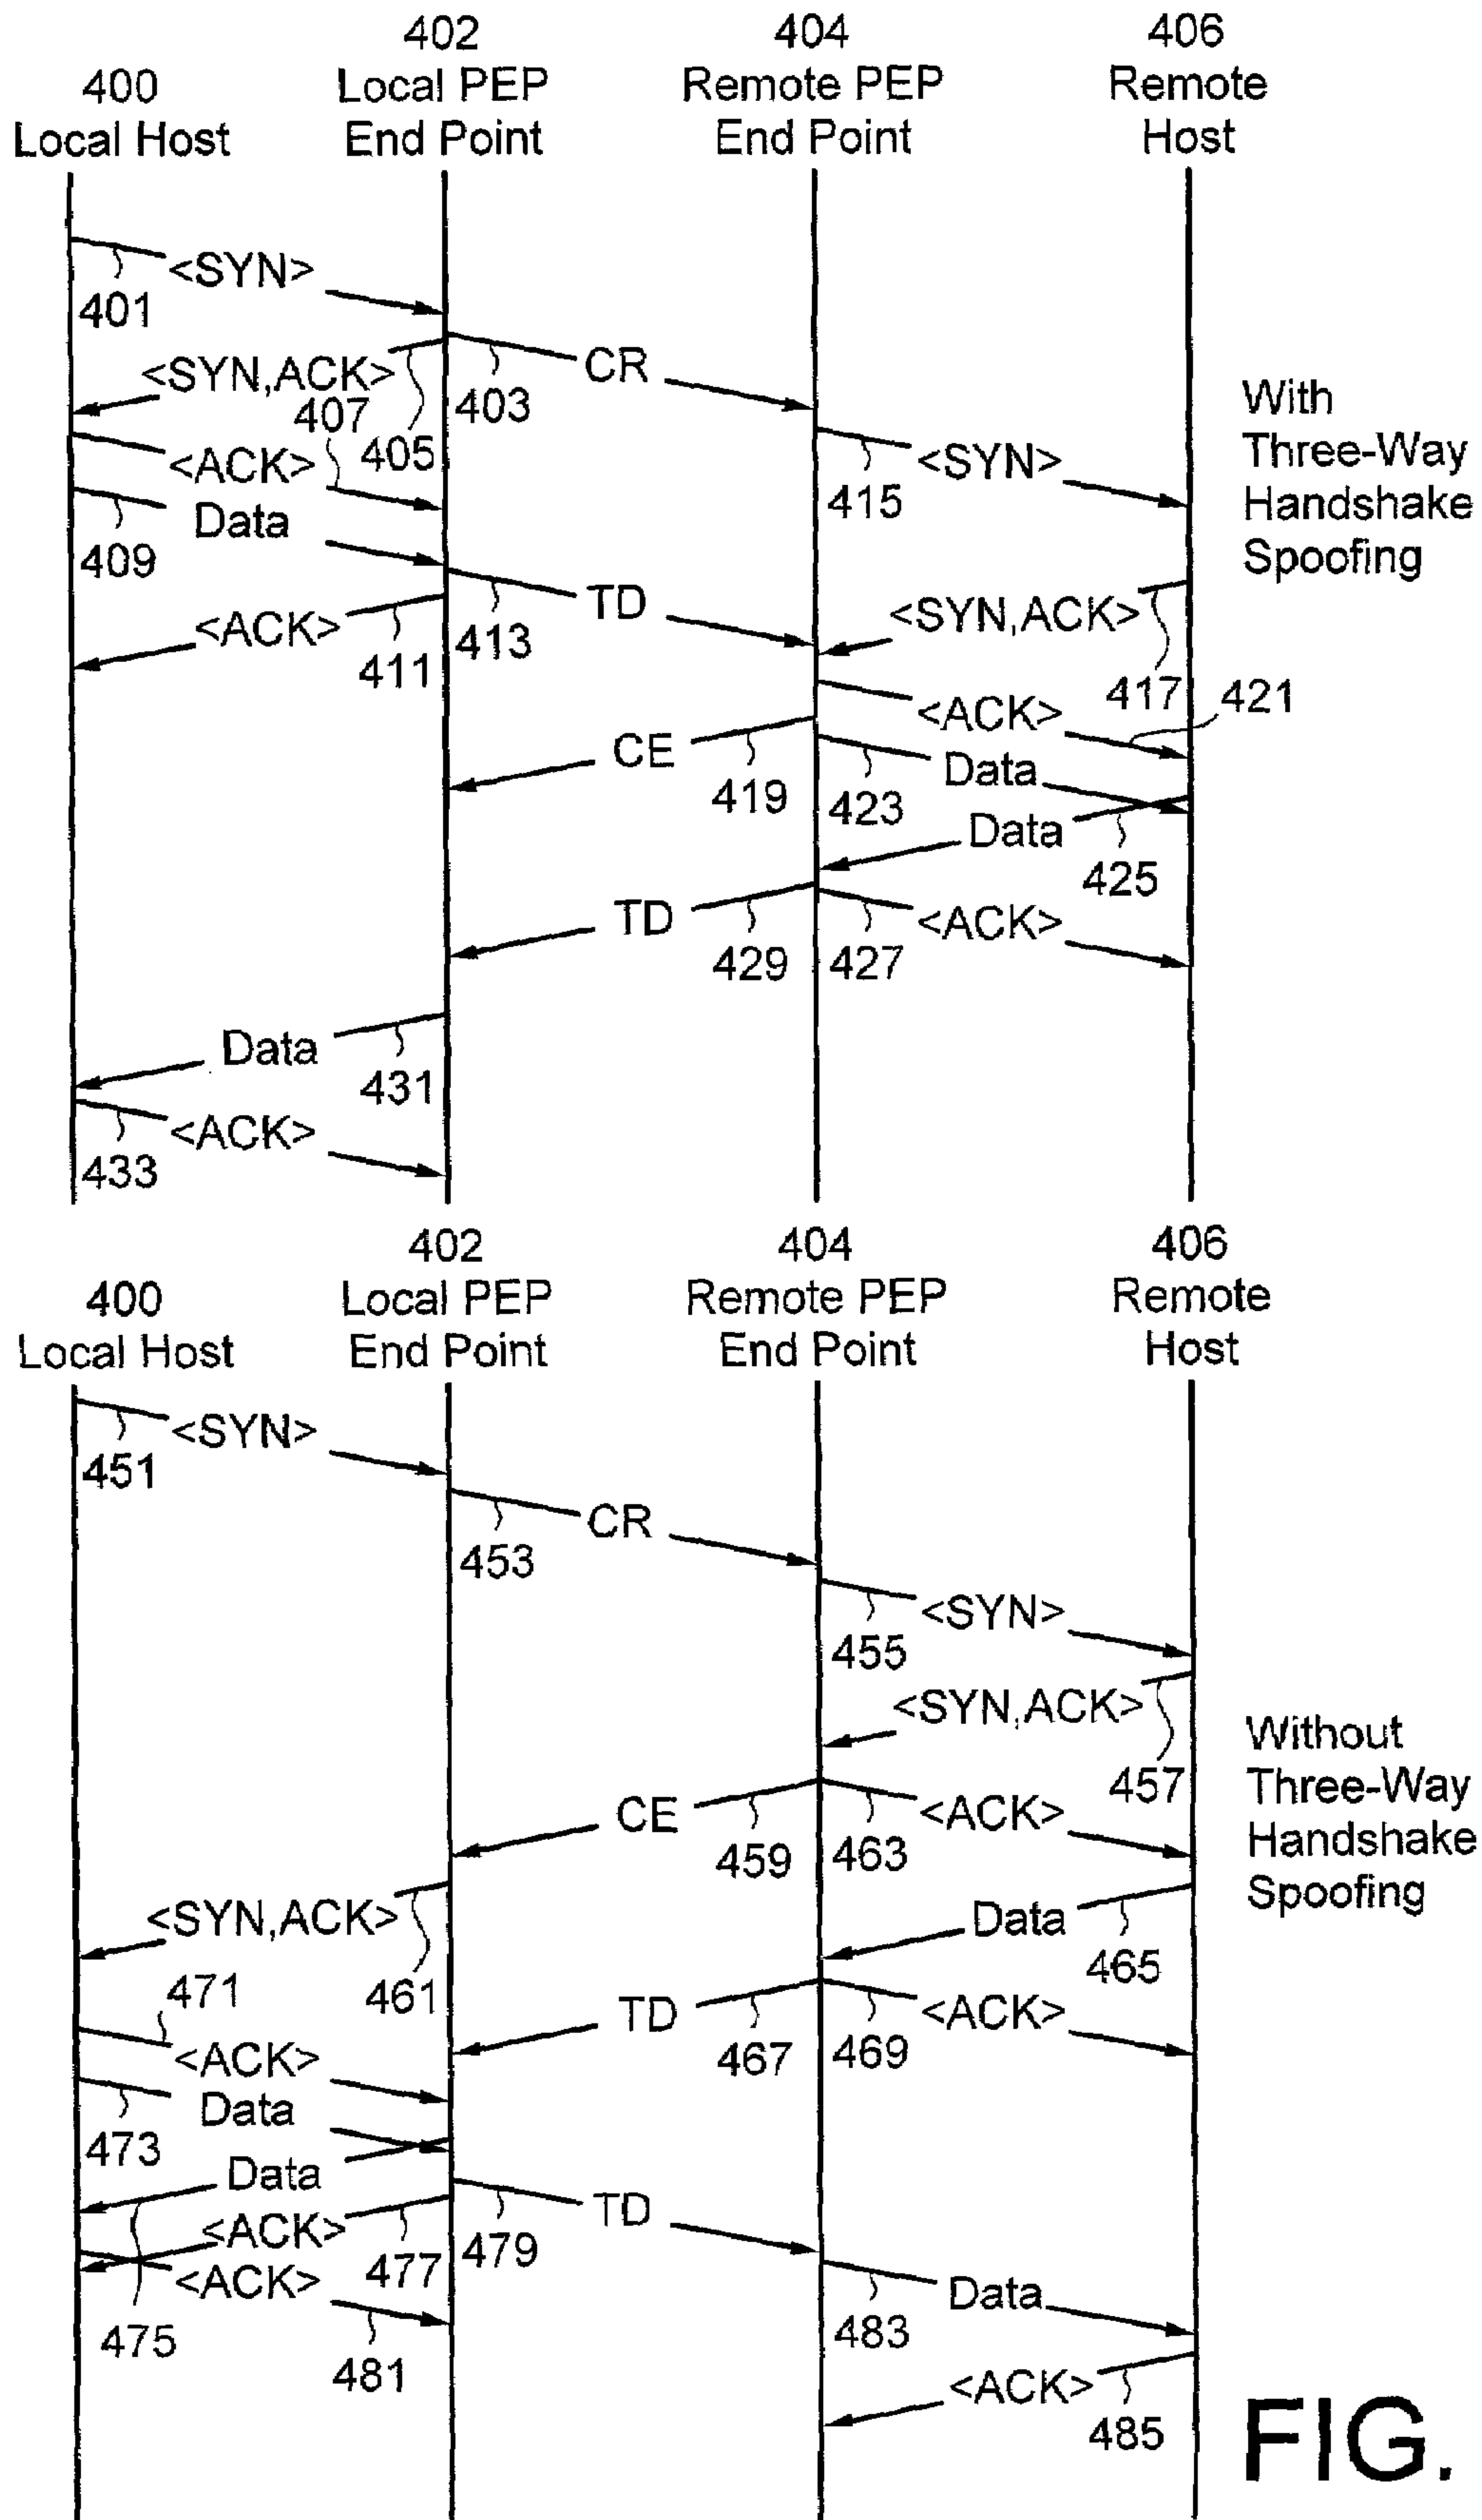 400
Local Host
402
Local PEP
End Point
404
Remote PEP
End Point
406
Remote
Host
<SYN>
401
CR
403
<SYN,ACK>
405
407
<ACK>
<SYN>
415
Data
409
With
Three-Way
Handshake
Spoofing
TD
413
<ACK>
411
<SYN,ACK>
417
<ACK>
421
CE
419
Data
423
Data
425
TD
429
<ACK>
427
Data
431
<ACK>
433
400
Local Host
402
Local PEP
End Point
404
Remote PEP
End Point
406
Remote
Host
<SYN>
451
CR
453
<SYN>
455
<SYN,ACK>
457
Without
Three-Way
Handshake
Spoofing
CE
459
<ACK>
463
<SYN,ACK>
461
Data
465
471
<ACK>
TD
467
<ACK>
469
Data
473
Data
475
<ACK>
477
TD
479
<ACK>
481
Data
483
<ACK>
485
FIG.